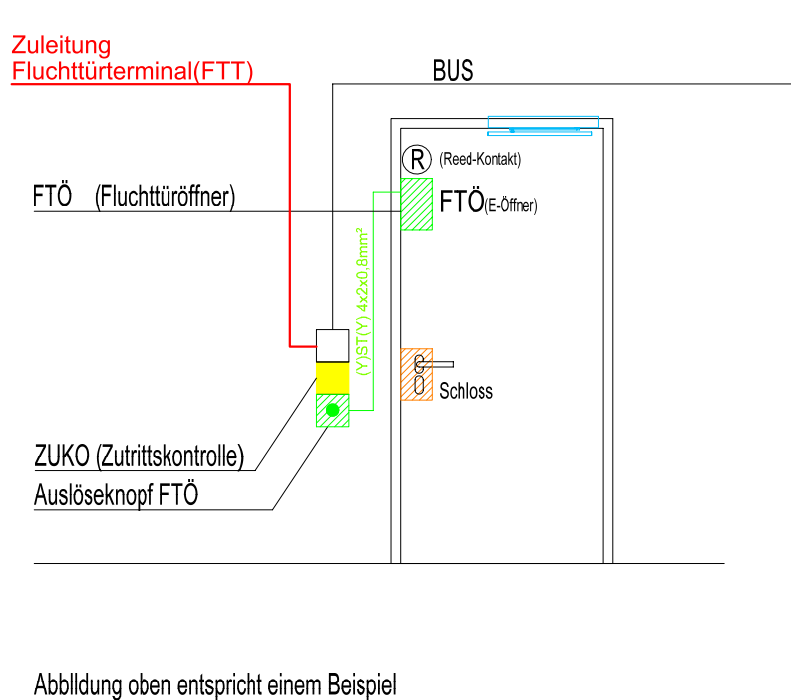 Zuleitung
Fluchttürterminal(FTT)
BUS
R (Reed-Kontakt)
FTÖ (Fluchttüröffner)
FTÖ(E-Öffner)
(Y)ST(Y) 4x2x0,8mm²
Schloss
ZUKO (Zutrittskontrolle)
Auslöseknopf FTÖ
Abblldung oben entspricht einem Beispiel